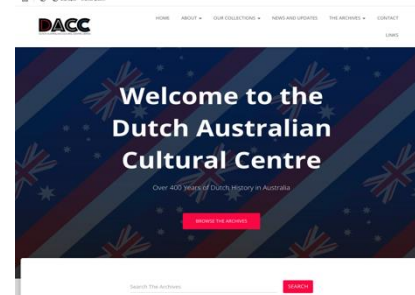 DACC
HOME ABOUT OUR COLLECTIONS NEWS AND UPDATES THE ARCHIVES CONTACT
LINKS
Welcome to the
Dutch Australian
Cultural Centre
Over 400 Years of Dutch History in Australia
BROWSE THE ARCHIVES
Search The Archives SEARCH